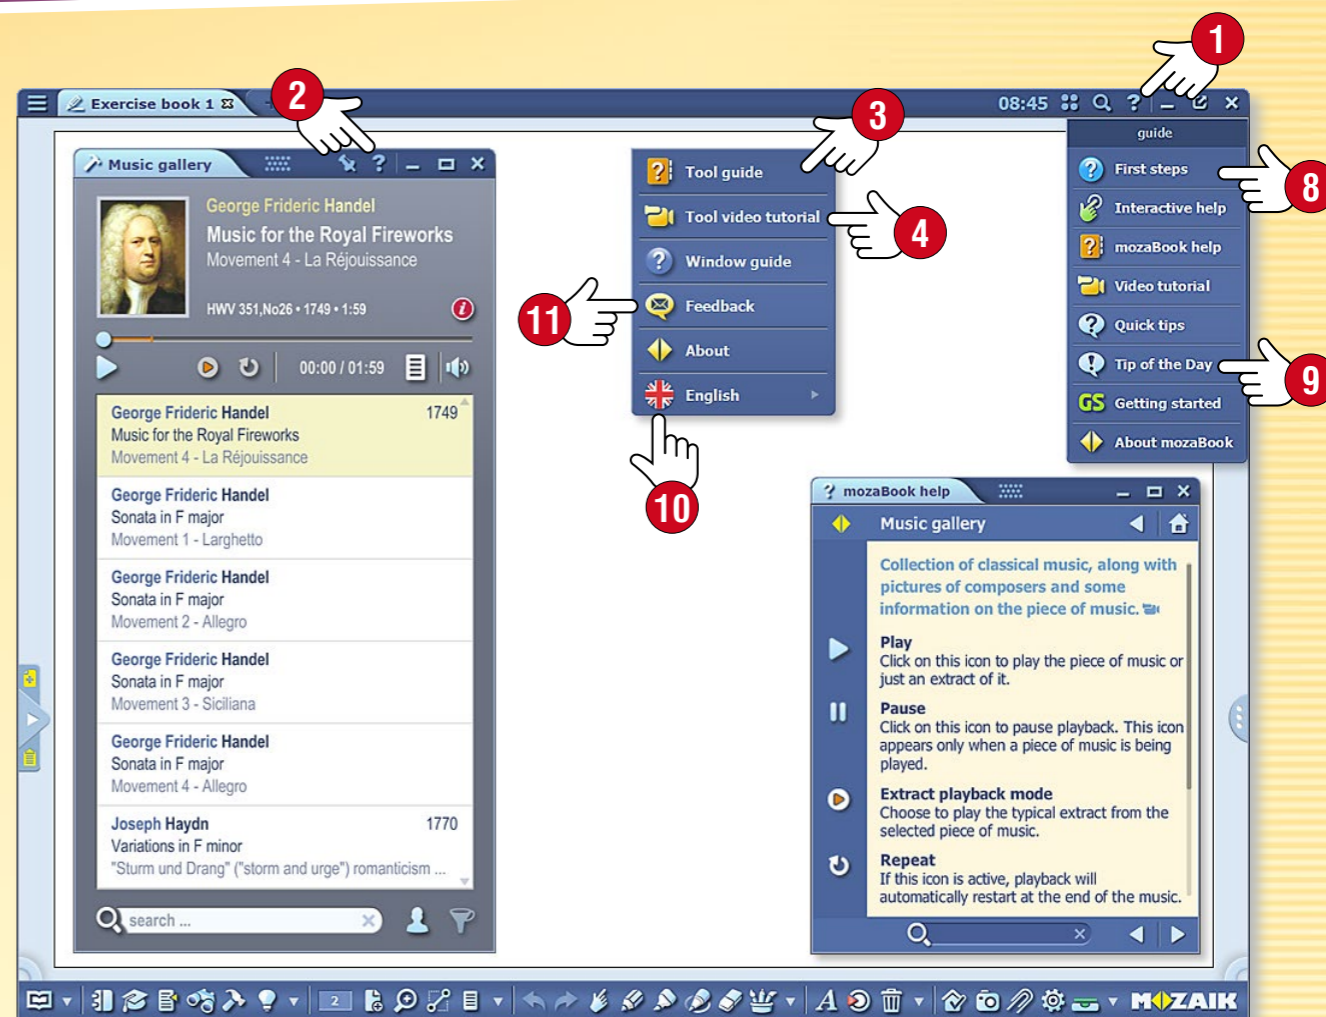 1
2
Exercise book 1
08:45
guide
First steps
8
Interactive help
mozaBook help
Video tutorial
Quick tips
Tip of the Day
9
GS Getting started
About mozaBook
3
Tool guide
Tool video tutorial
4
Window guide
11
Feedback
About
English
10
Music gallery
George Frideric Handel
Music for the Royal Fireworks
Movement 4 - La Réjouissance
HWV 351,No26 • 1749 • 1:59
00:00 / 01:59
George Frideric Handel 1749
Music for the Royal Fireworks
Movement 4 - La Réjouissance
George Frideric Handel
Sonata in F major
Movement 1 - Larghetto
George Frideric Handel
Sonata in F major
Movement 2 - Allegro
George Frideric Handel
Sonata in F major
Movement 3 - Siciliana
George Frideric Handel
Sonata in F major
Movement 4 - Allegro
Joseph Haydn 1770
Variations in F minor
"Sturm und Drang" ("storm and urge") romanticism ...
search ...
? mozaBook help
Music gallery
Collection of classical music, along with
pictures of composers and some
information on the piece of music.
Play
Click on this icon to play the piece of music or
just an extract of it.
Pause
Click on this icon to pause playback. This icon
appears only when a piece of music is being
played.
Extract playback mode
Choose to play the typical extract from the
selected piece of music.
Repeat
If this icon is active, playback will
automatically restart at the end of the music.
2
A
MOZAIK